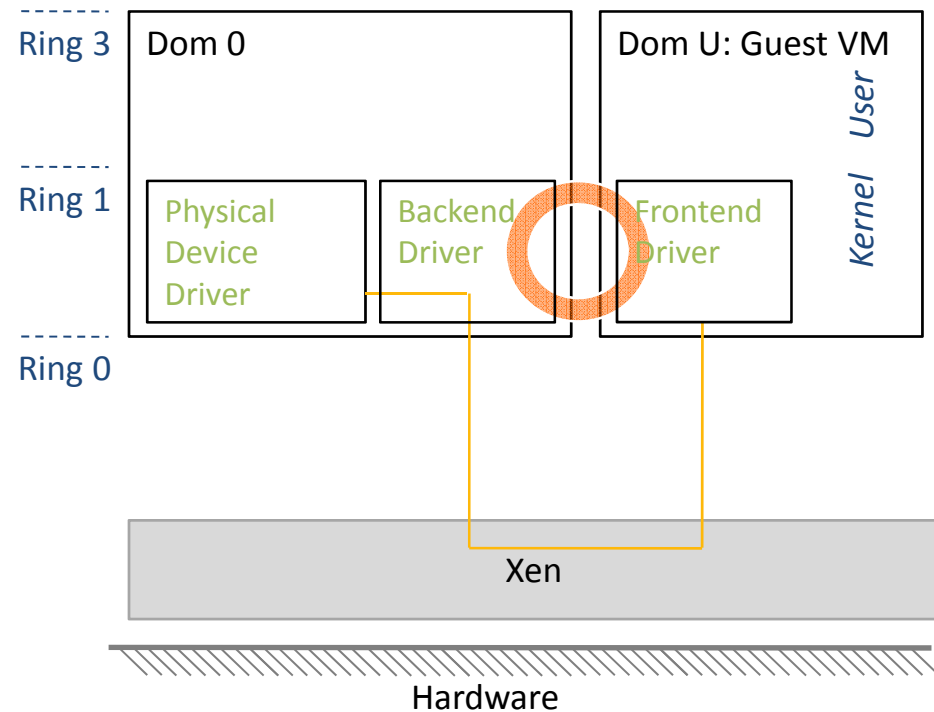 Ring 3
Dom 0
Dom U: Guest VM
User
Ring 1
Physical
Device
Driver
Backend
Driver
Frontend
Driver
Kernel
Ring 0
Xen
Hardware